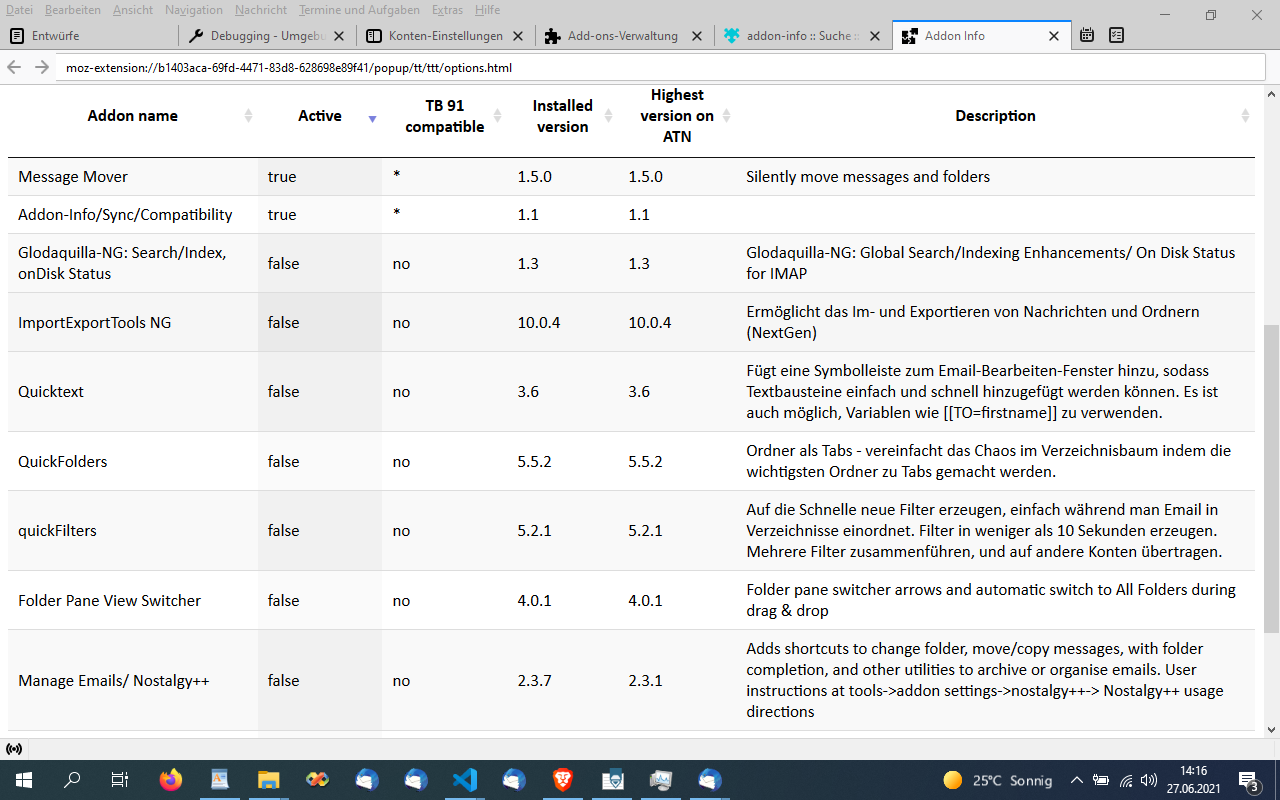 Datei Bearbeiten Ansicht Navigation Nachricht Termine und Aufgaben Extras Hilfe
Entwürfe Debugging - Umgebu Konten-Einstellungen Add-ons-Verwaltung addon-info :: Suche :: Addon Info
moz-extension://b1403aca-69fd-4471-83d8-628698e89f41/popup/tt/ttt/options.html
Addon name
Active
TB 91
compatible
Installed
version
Highest
version on
ATN
Description
Message Mover true * 1.5.0 1.5.0 Silently move messages and folders
Addon-Info/Sync/Compatibility true * 1.1 1.1
Glodaquilla-NG: Search/Index,
onDisk Status
false no 1.3 1.3
Glodaquilla-NG: Global Search/Indexing Enhancements/ On Disk Status
for IMAP
ImportExportTools NG false no 10.0.4 10.0.4
Ermöglicht das Im- und Exportieren von Nachrichten und Ordnern
(NextGen)
Quicktext false no 3.6 3.6
Fügt eine Symbolleiste zum Email-Bearbeiten-Fenster hinzu, sodass
Textbausteine einfach und schnell hinzugefügt werden können. Es ist
auch möglich, Variablen wie [[TO=firstname]] zu verwenden.
QuickFolders false no 5.5.2 5.5.2
Ordner als Tabs - vereinfacht das Chaos im Verzeichnisbaum indem die
wichtigsten Ordner zu Tabs gemacht werden.
quickFilters false no 5.2.1 5.2.1
Auf die Schnelle neue Filter erzeugen, einfach während man Email in
Verzeichnisse einordnet. Filter in weniger als 10 Sekunden erzeugen.
Mehrere Filter zusammenführen, und auf andere Konten übertragen.
Folder Pane View Switcher false no 4.0.1 4.0.1
Folder pane switcher arrows and automatic switch to All Folders during
drag & drop
Manage Emails/ Nostalgy++ false no 2.3.7 2.3.1
Adds shortcuts to change folder, move/copy messages, with folder
completion, and other utilities to archive or organise emails. User
instructions at tools->addon settings->nostalgy++-> Nostalgy++ usage
directions
25°C Sonnig
14:16
27.06.2021
3